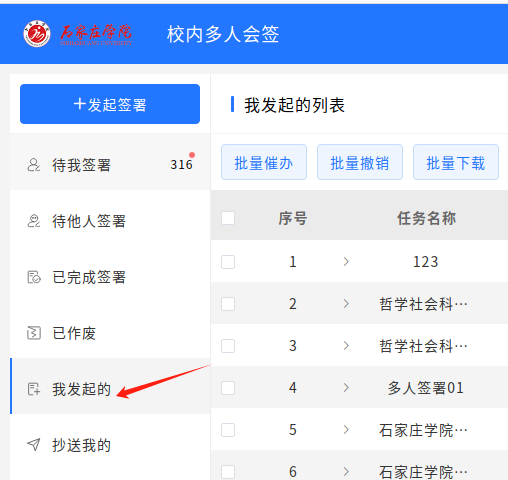 石家庄学院 校内多人会签
+发起签署
待我签署 316
待他人签署
已完成签署
已作废
我发起的
抄送我的
我发起的列表
批量催办 批量撤销 批量下载
序号 任务名称
1 > 123
2 > 哲学社会科…
3 > 哲学社会科…
4 > 多人签署01
5 > 石家庄学院…
6 > 石家庄学院…